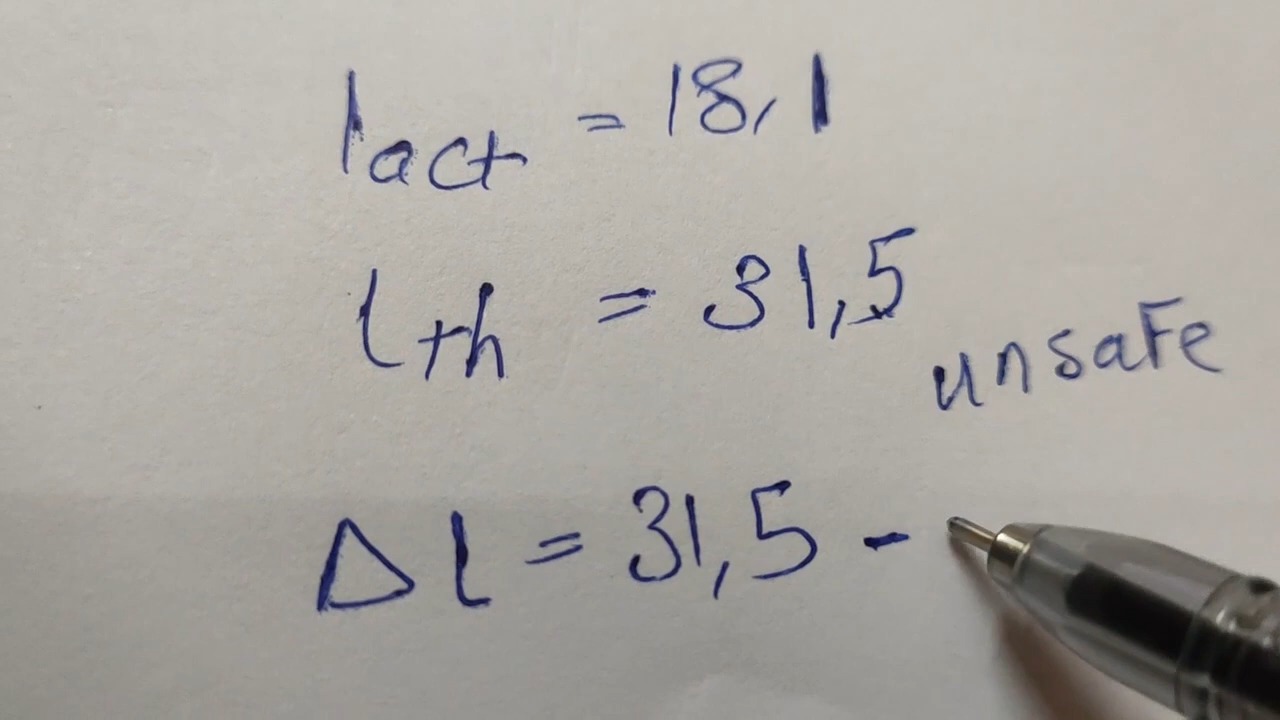 lact = 18,1
lth = 31,5
unsafe
Δl = 31,5 -